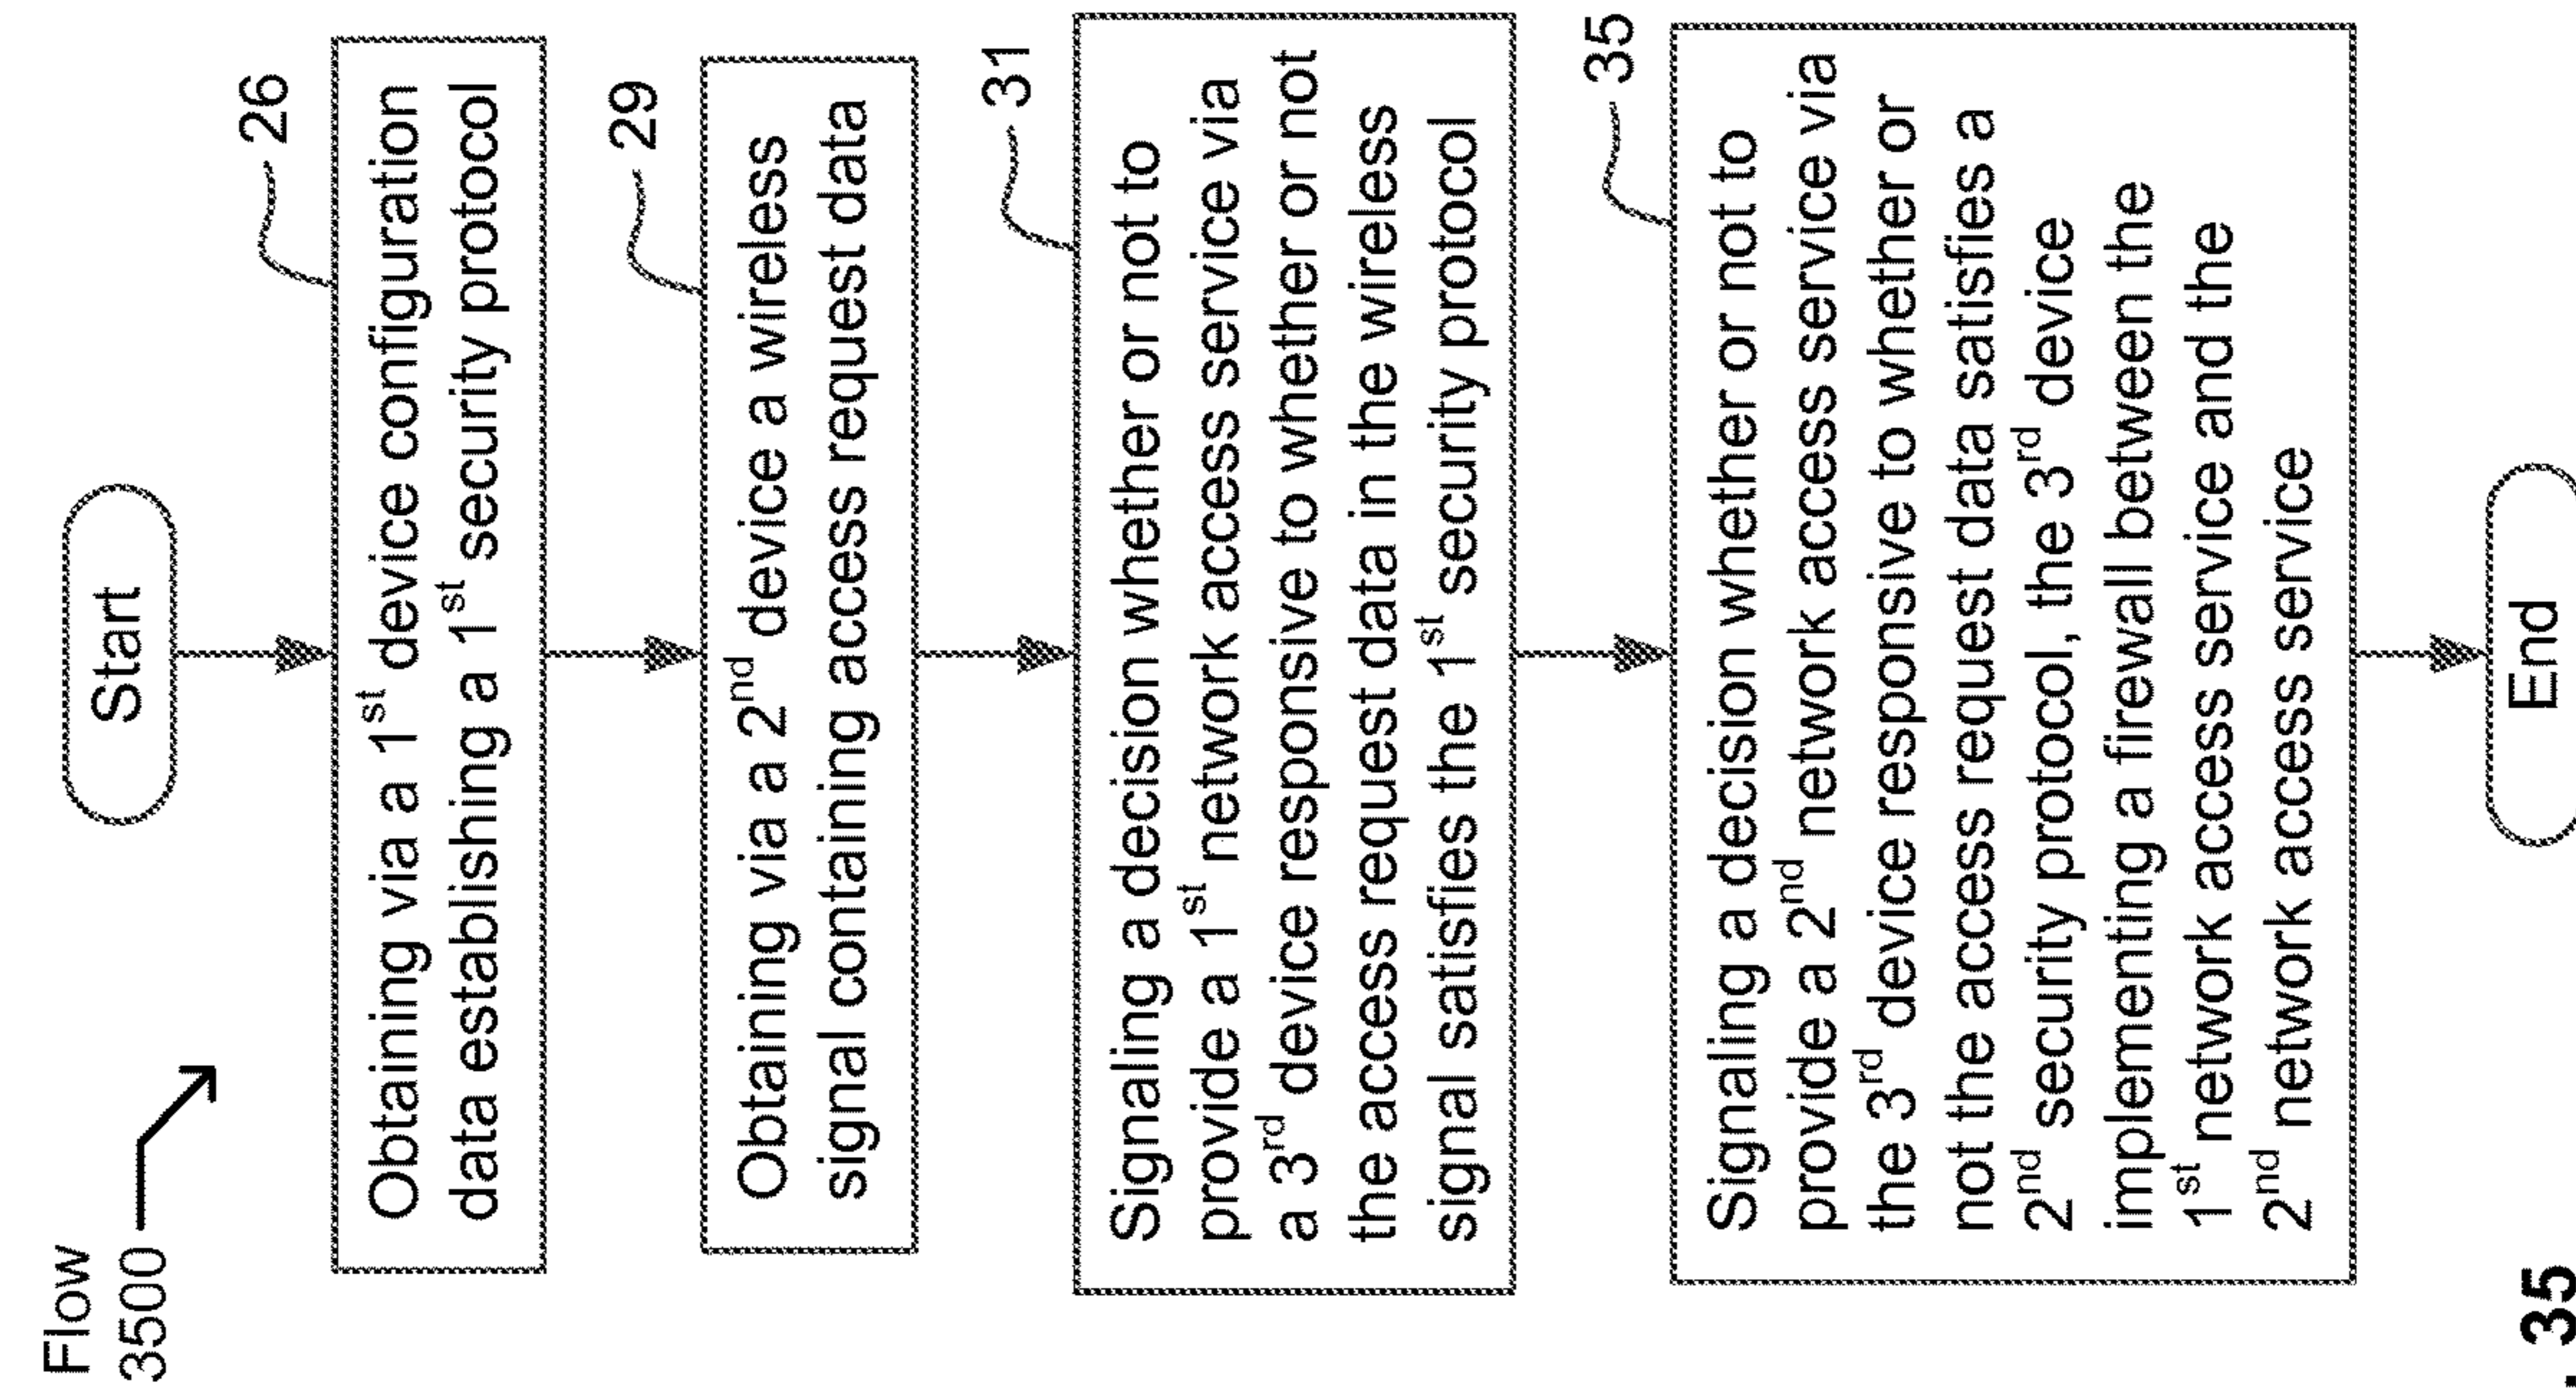 Flow
3500
Start
26
Obtaining via a 1st device configuration
data establishing a 1st security protocol
29
Obtaining via a 2nd device a wireless
signal containing access request data
31
Signaling a decision whether or not to
provide a 1st network access service via
a 3rd device responsive to whether or not
the access request data in the wireless
signal satisfies the 1st security protocol
35
Signaling a decision whether or not to
provide a 2nd network access service via
the 3rd device responsive to whether or
not the access request data satisfies a
2nd security protocol, the 3rd device
implementing a firewall between the
1st network access service and the
2nd network access service
End
. 35